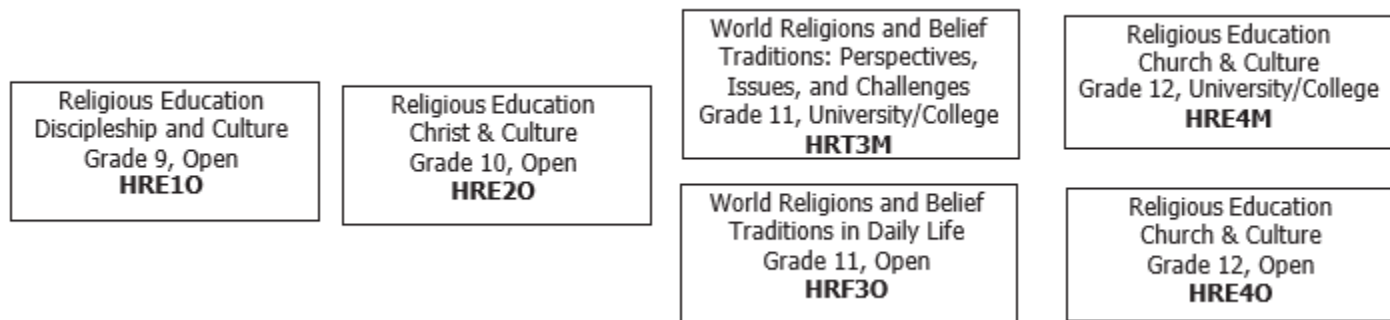 Religious Education
Discipleship and Culture
Grade 9, Open
HRE1O
Religious Education
Christ & Culture
Grade 10, Open
HRE2O
World Religions and Belief
Traditions: Perspectives,
Issues, and Challenges
Grade 11, University/College
HRT3M
World Religions and Belief
Traditions in Daily Life
Grade 11, Open
HRF3O
Religious Education
Church & Culture
Grade 12, University/College
HRE4M
Religious Education
Church & Culture
Grade 12, Open
HRE4O